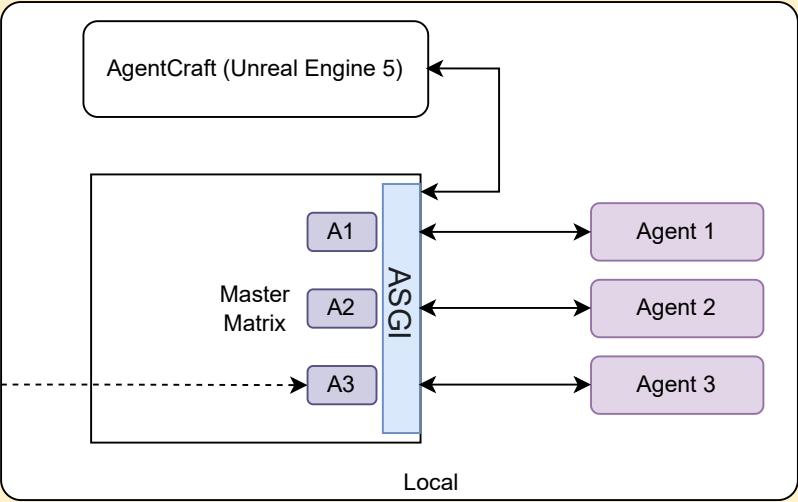 AgentCraft (Unreal Engine 5)
A1
Agent 1
Master
Matrix
A2
ASGI
Agent 2
A3
Agent 3
Local